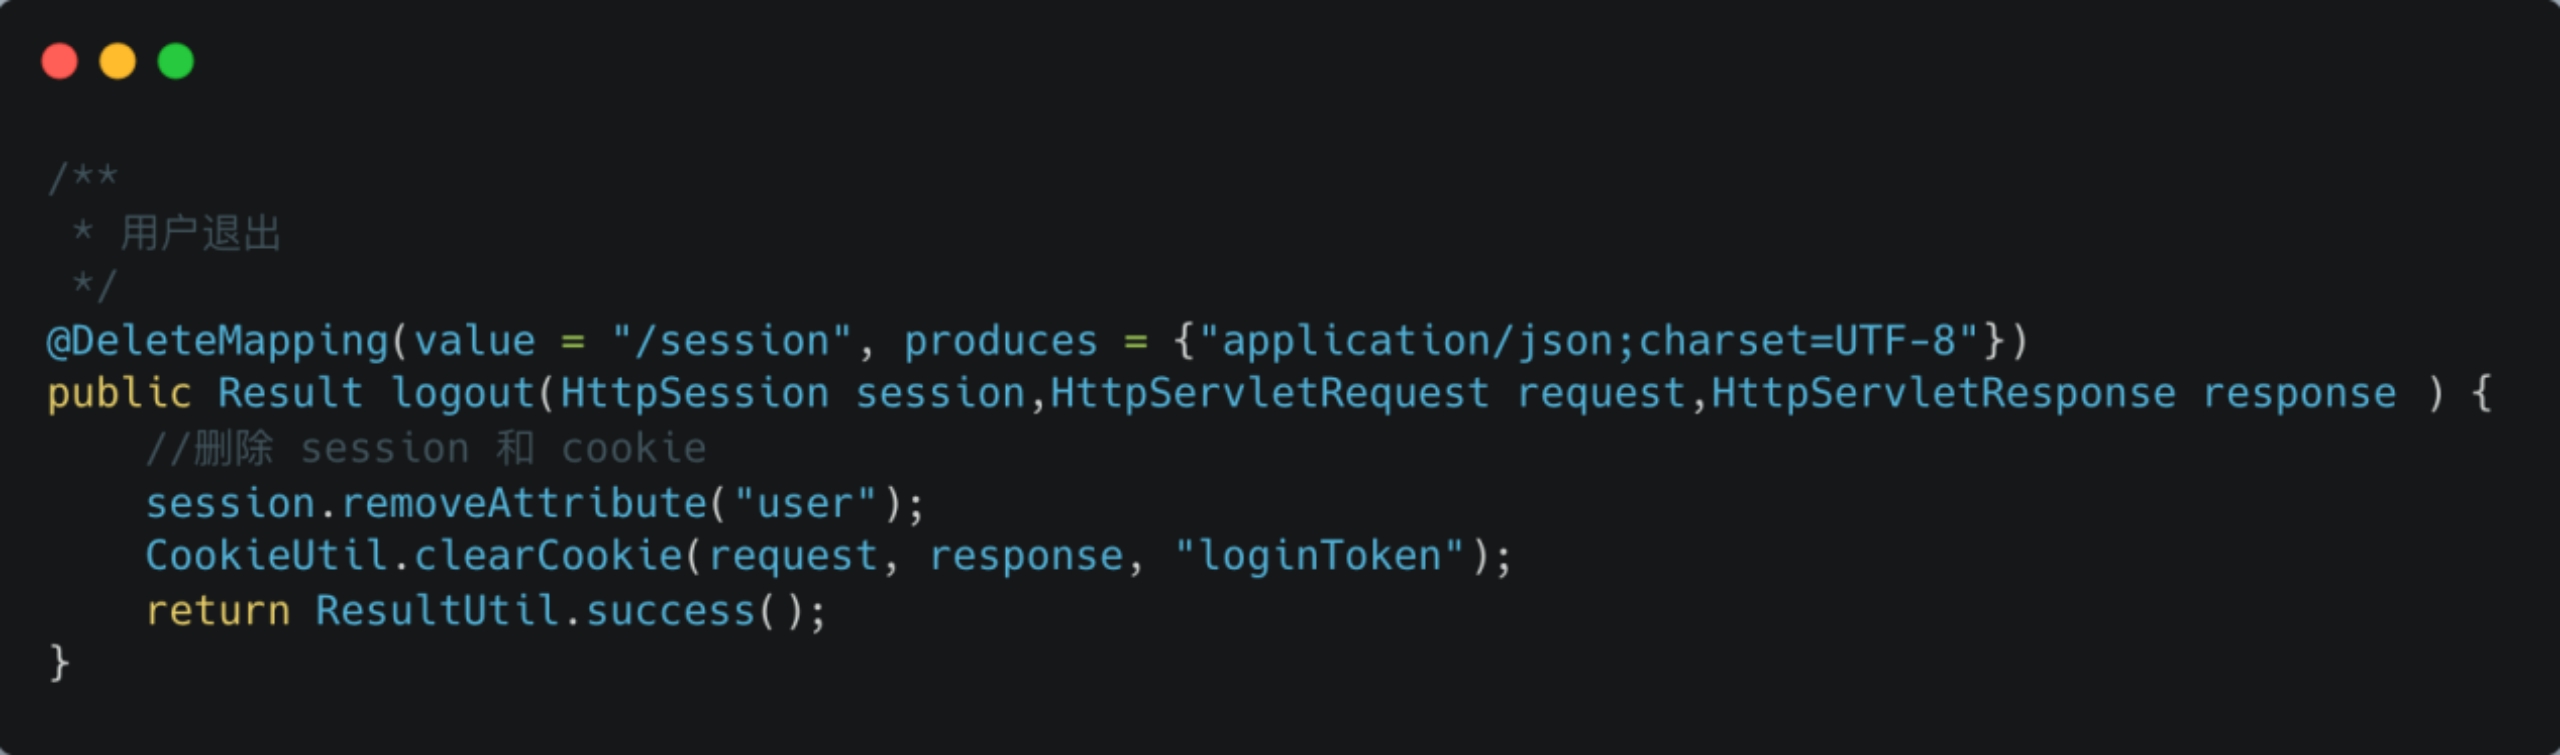 /**
 * 用户退出
 */
@DeleteMapping(value = "/session", produces = {"application/json;charset=UTF-8"})
public Result logout(HttpSession session,HttpServletRequest request,HttpServletResponse response ) {
    //删除 session 和 cookie
    session.removeAttribute("user");
    CookieUtil.clearCookie(request, response, "loginToken");
    return ResultUtil.success();
}